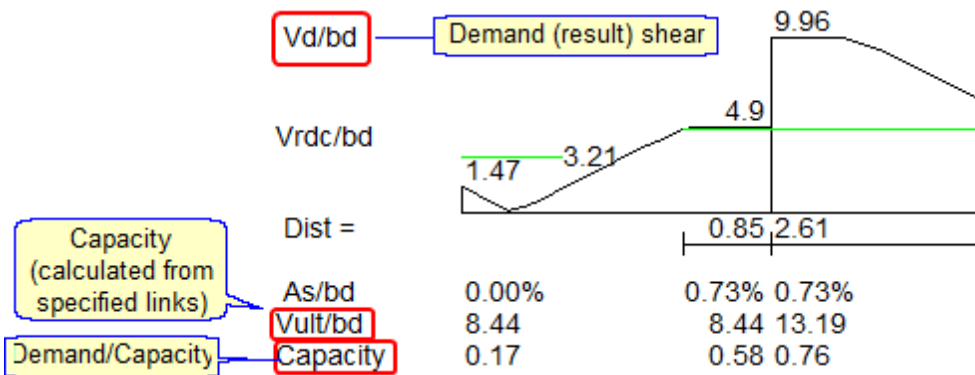 9.96
Vd/bd
Demand (result) shear
4.9
Vrdc/bd
3.21
1.47
Dist =
0.85 2.61
Capacity
(calculated from
specified links)
As/bd 0.00% 0.73% 0.73%
Vult/bd 8.44 8.44 13.19
Demand/Capacity
Capacity 0.17 0.58 0.76